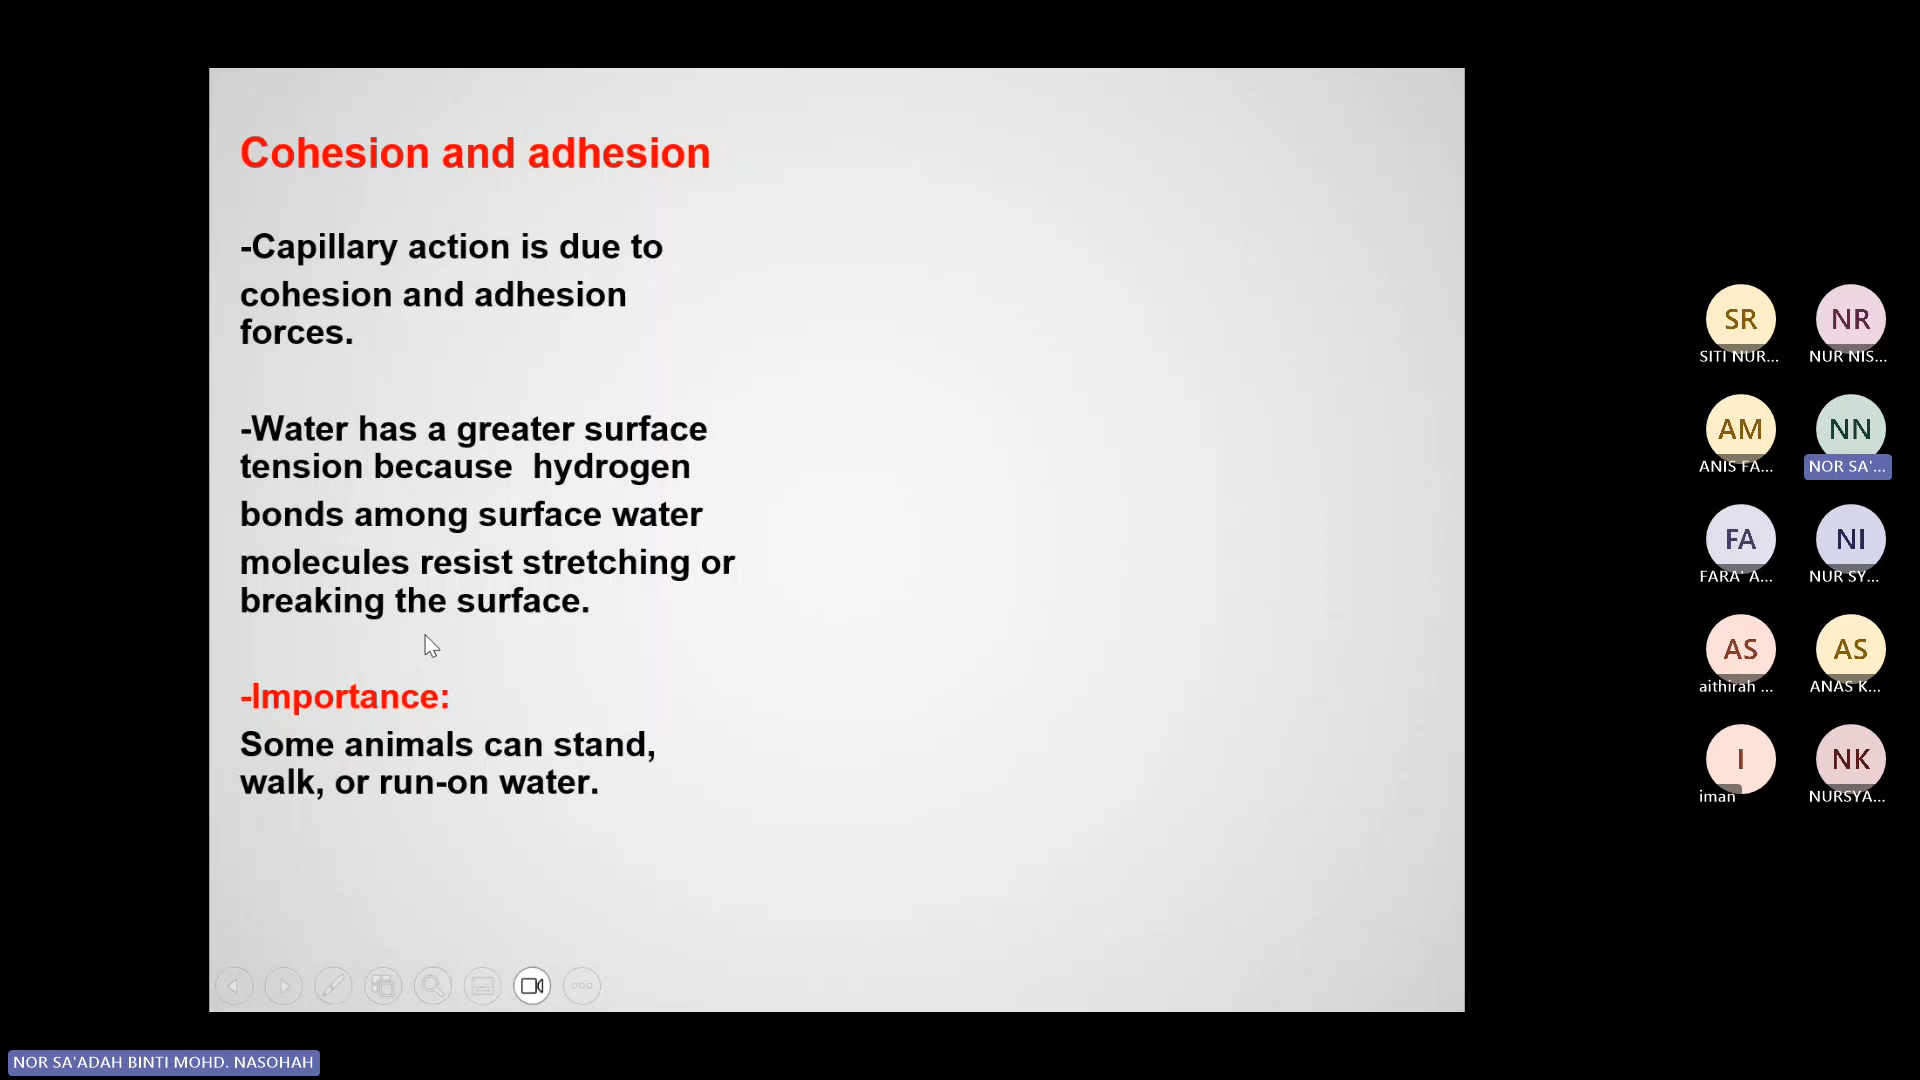 Cohesion and adhesion
-Capillary action is due to
cohesion and adhesion
forces.
-Water has a greater surface
tension because  hydrogen
bonds among surface water
molecules resist stretching or
breaking the surface.
-Importance:
Some animals can stand,
walk, or run-on water.
SR
SITI NUR...
NR
NUR NIS...
AM
ANIS FA...
NN
NOR SA'...
FA
FARA' A...
NI
NUR SY...
AS
aithirah ...
AS
ANAS K...
I
iman
NK
NURSYA...
NOR SA'ADAH BINTI MOHD. NASOHAH